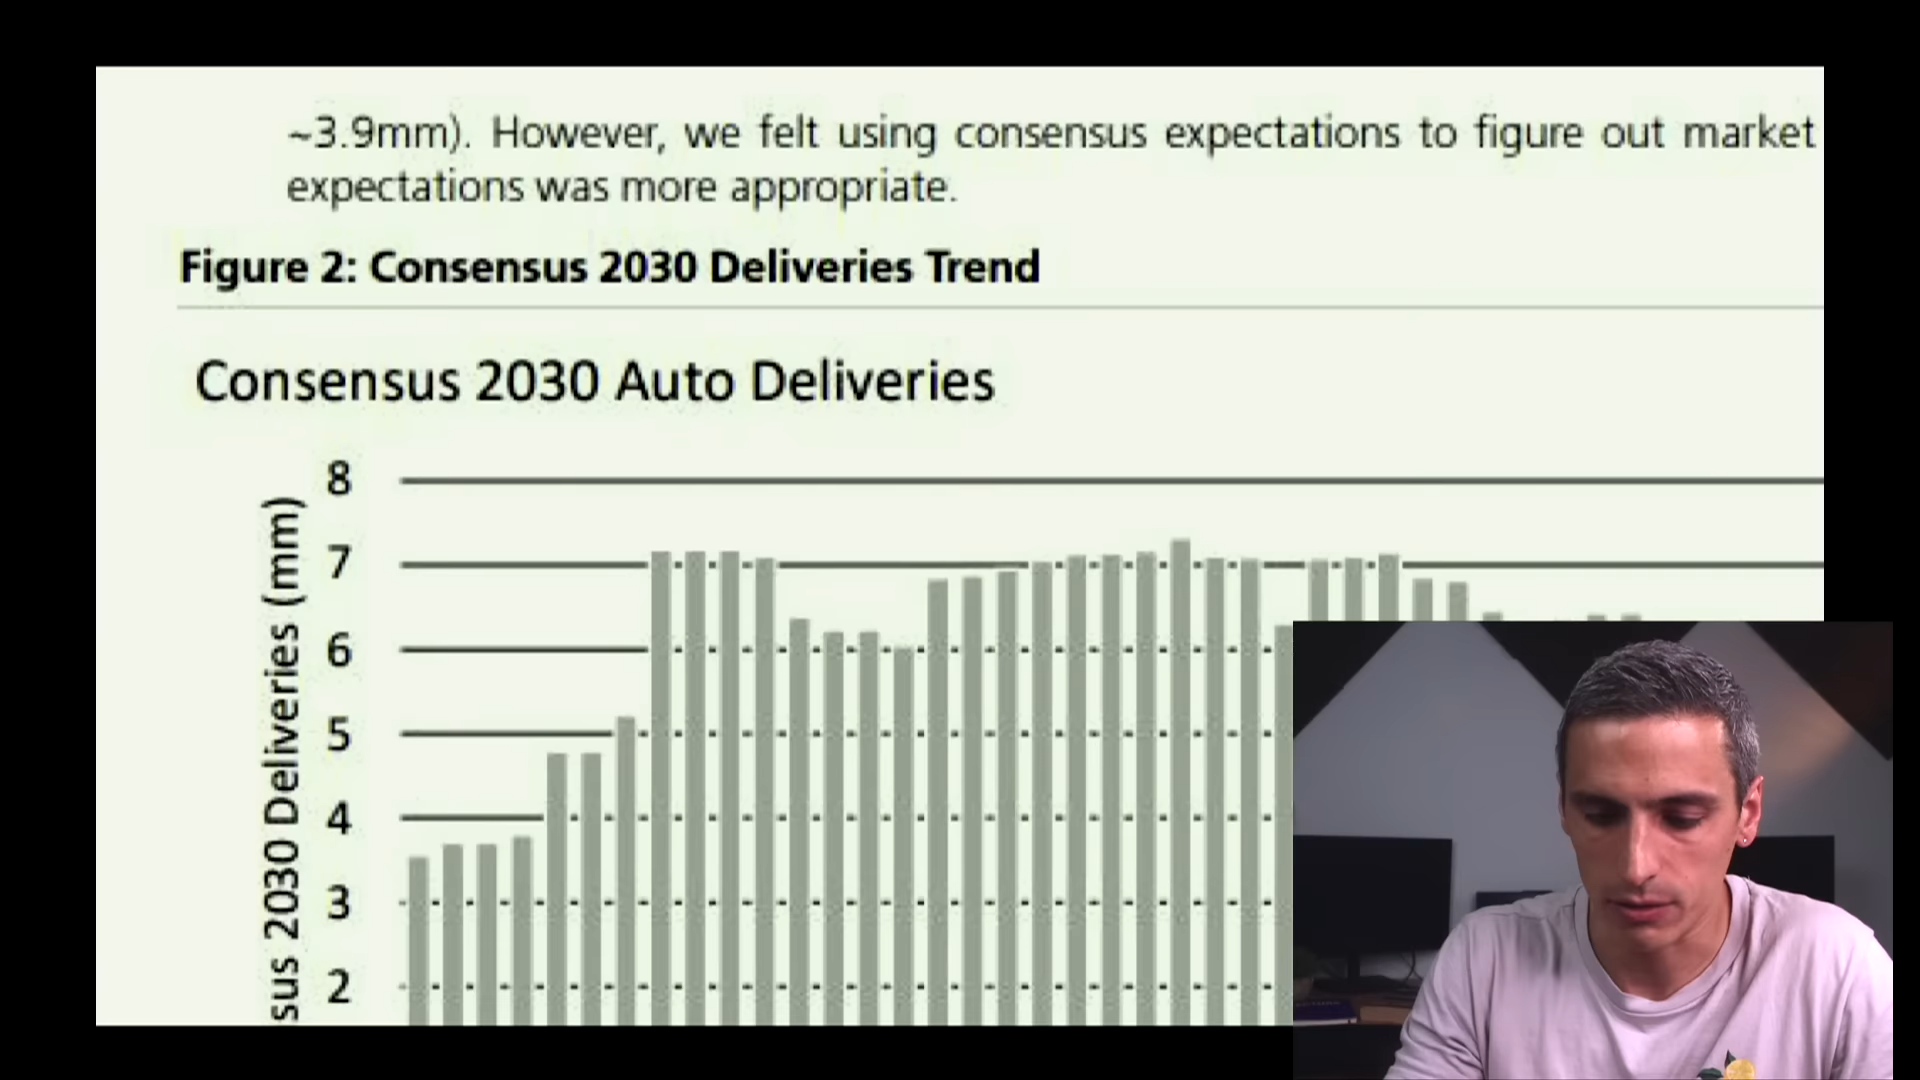 ~3.9mm). However, we felt using consensus expectations to figure out market
expectations was more appropriate.
Figure 2: Consensus 2030 Deliveries Trend
Consensus 2030 Auto Deliveries
sus 2030 Deliveries (mm)
8
7
6
5
4
3
2